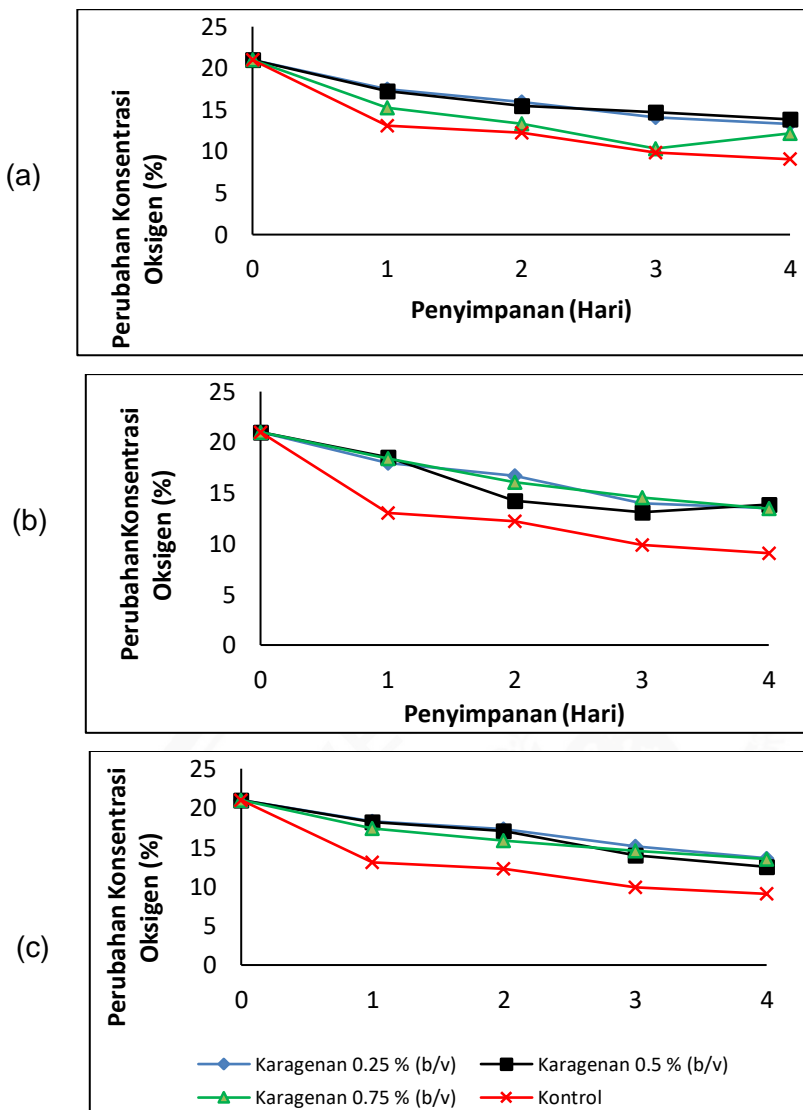 (a)
Perubahan Konsentrasi
Oksigen (%)
25
20
15
10
5
0
0 1 2 3 4
Penyimpanan (Hari)
(b)
PerubahanKonsentrasi
Oksigen (%)
25
20
15
10
5
0
0 1 2 3 4
Penyimpanan (Hari)
(c)
Perubahan Konsentrasi
Oksigen (%)
25
20
15
10
5
0
0 1 2 3 4
Karagenan 0.25 % (b/v) Karagenan 0.5 % (b/v)
Karagenan 0.75 % (b/v) Kontrol